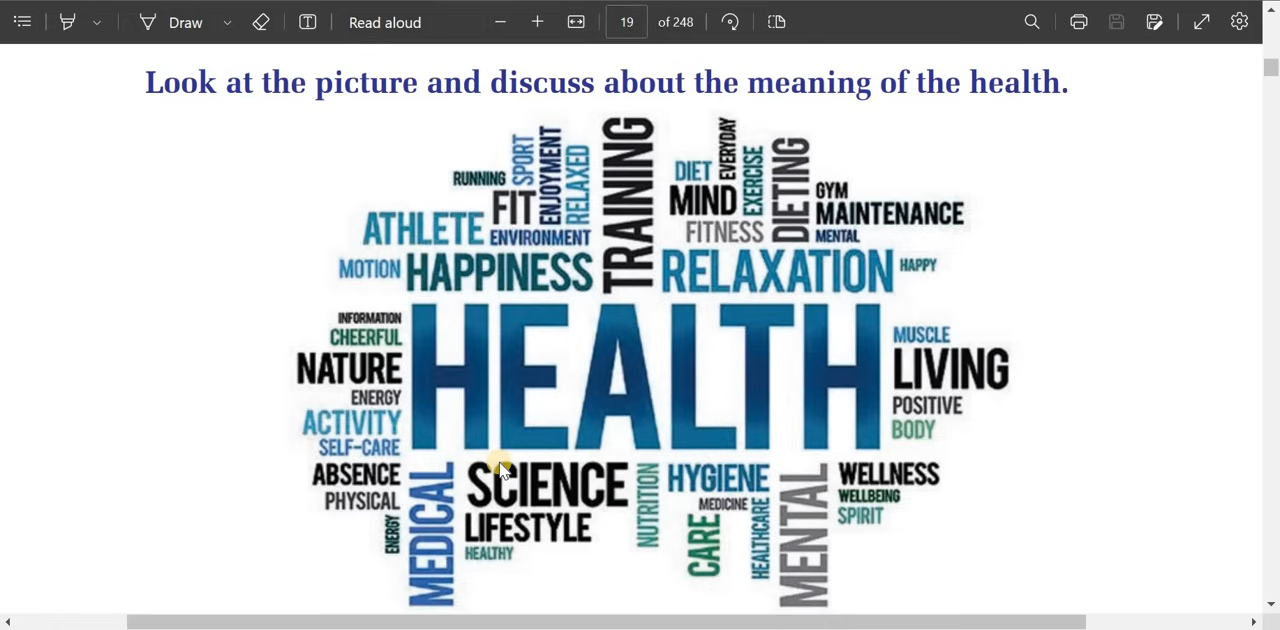 Draw
Read aloud
19
of 248
Look at the picture and discuss about the meaning of the health.
TRAINING
EVERYDAY
SPORT
ENJOYMENT
RELAXED
DIET
EXERCISE
DIETING
RUNNING
FIT
MIND
GYM
MAINTENANCE
ATHLETE
ENVIRONMENT
FITNESS
MENTAL
MOTION
HAPPINESS
RELAXATION
HAPPY
HEALTH
INFORMATION
CHEERFUL
NATURE
ENERGY
ACTIVITY
SELF-CARE
MUSCLE
LIVING
POSITIVE
BODY
ABSENCE
PHYSICAL
ENERGY
MEDICAL
SCIENCE
LIFESTYLE
HEALTHY
NUTRITION
HYGIENE
MEDICINE
CARE
HEALTHCARE
MENTAL
WELLNESS
WELLBEING
SPIRIT